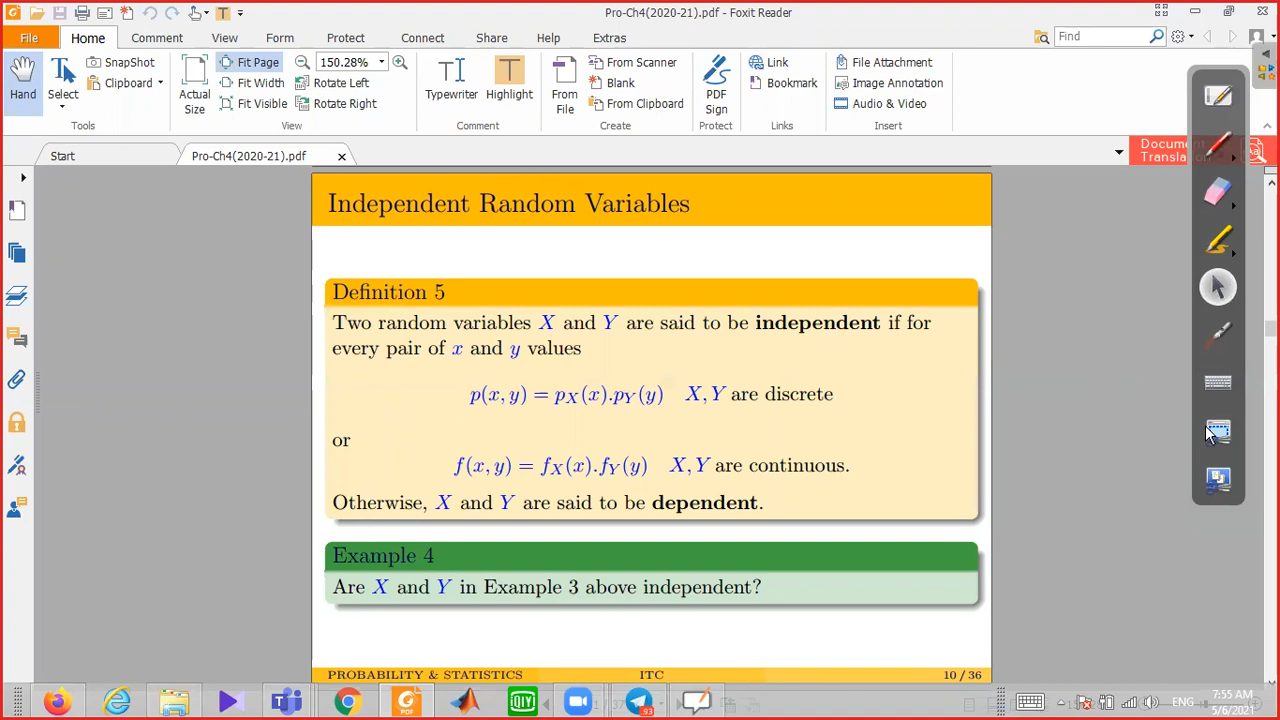 Pro-Ch4(2020-21).pdf - Foxit Reader
File Home Comment View Form Protect Connect Share Help Extras Find
Hand Select SnapShot Clipboard Actual Size Fit Page Fit Width Fit Visible 150.28% Rotate Left Rotate Right Typewriter Highlight From File From Scanner Blank From Clipboard PDF Sign Link Bookmark File Attachment Image Annotation Audio & Video
Tools View Comment Create Protect Links Insert
Start Pro-Ch4(2020-21).pdf Document Translation
Independent Random Variables
Definition 5
Two random variables X and Y are said to be independent if for
every pair of x and y values
p(x, y) = p_X(x).p_Y(y) X, Y are discrete
or
f(x, y) = f_X(x).f_Y(y) X, Y are continuous.
Otherwise, X and Y are said to be dependent.
Example 4
Are X and Y in Example 3 above independent?
PROBABILITY & STATISTICS ITC 10 / 36
PDF DIY 93 ENG 7:55 AM
5/6/2021